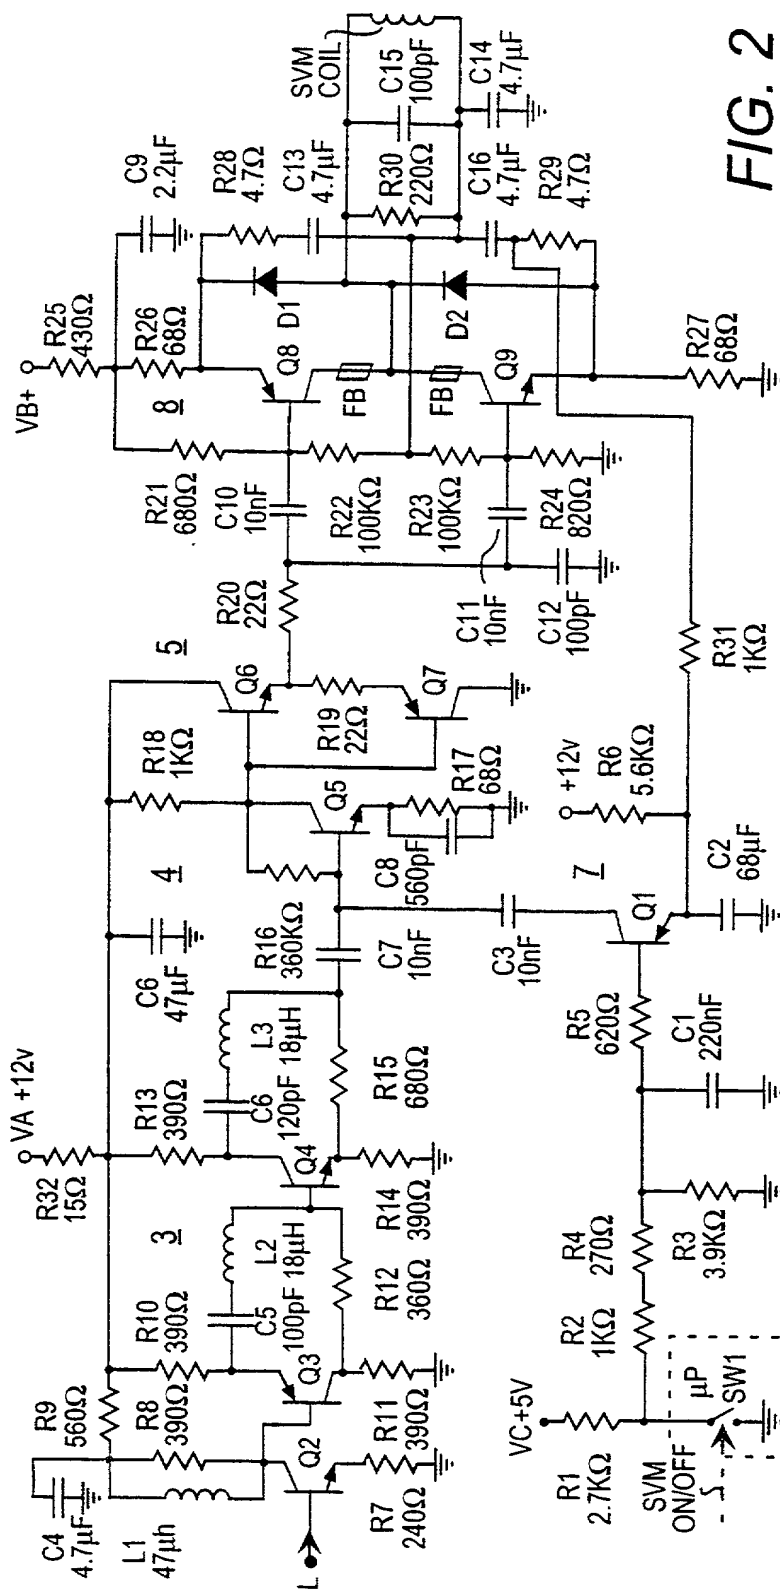 VB+
R25
430Ω
C9
2.2µF
R26
68Ω
R28
4.7Ω
C13
4.7µF
SVM
COIL
C15
100pF
C14
4.7µF
R30
220Ω
C16
4.7µF
R29
4.7Ω
8
Q8
D1
FB
D2
FB
Q9
R27
68Ω
R21
680Ω
C10
10nF
R22
100KΩ
R23
100KΩ
R24
820Ω
R20
22Ω
C11
10nF
C12
100pF
5
Q6
R19
22Ω
Q7
R18
1KΩ
Q5
R17
68Ω
C8
560pF
4
C6
47µF
R16
360KΩ
C7
10nF
C3
10nF
7
+12v
R6
5.6KΩ
R31
1KΩ
Q1
C2
68µF
R5
620Ω
C1
220nF
VA +12v
R32
15Ω
R13
390Ω
C6
120pF
L3
18µH
R15
680Ω
Q4
R14
390Ω
3
R10
390Ω
C5
100pF
L2
18µH
R12
360Ω
Q3
R11
390Ω
R9
560Ω
R8
390Ω
C4
4.7µF
L1
47µh
Q2
R7
240Ω
L
VC+5V
R1
2.7KΩ
R2
1KΩ
R4
270Ω
R3
3.9KΩ
µP
SW1
SVM
ON/OFF
FIG. 2